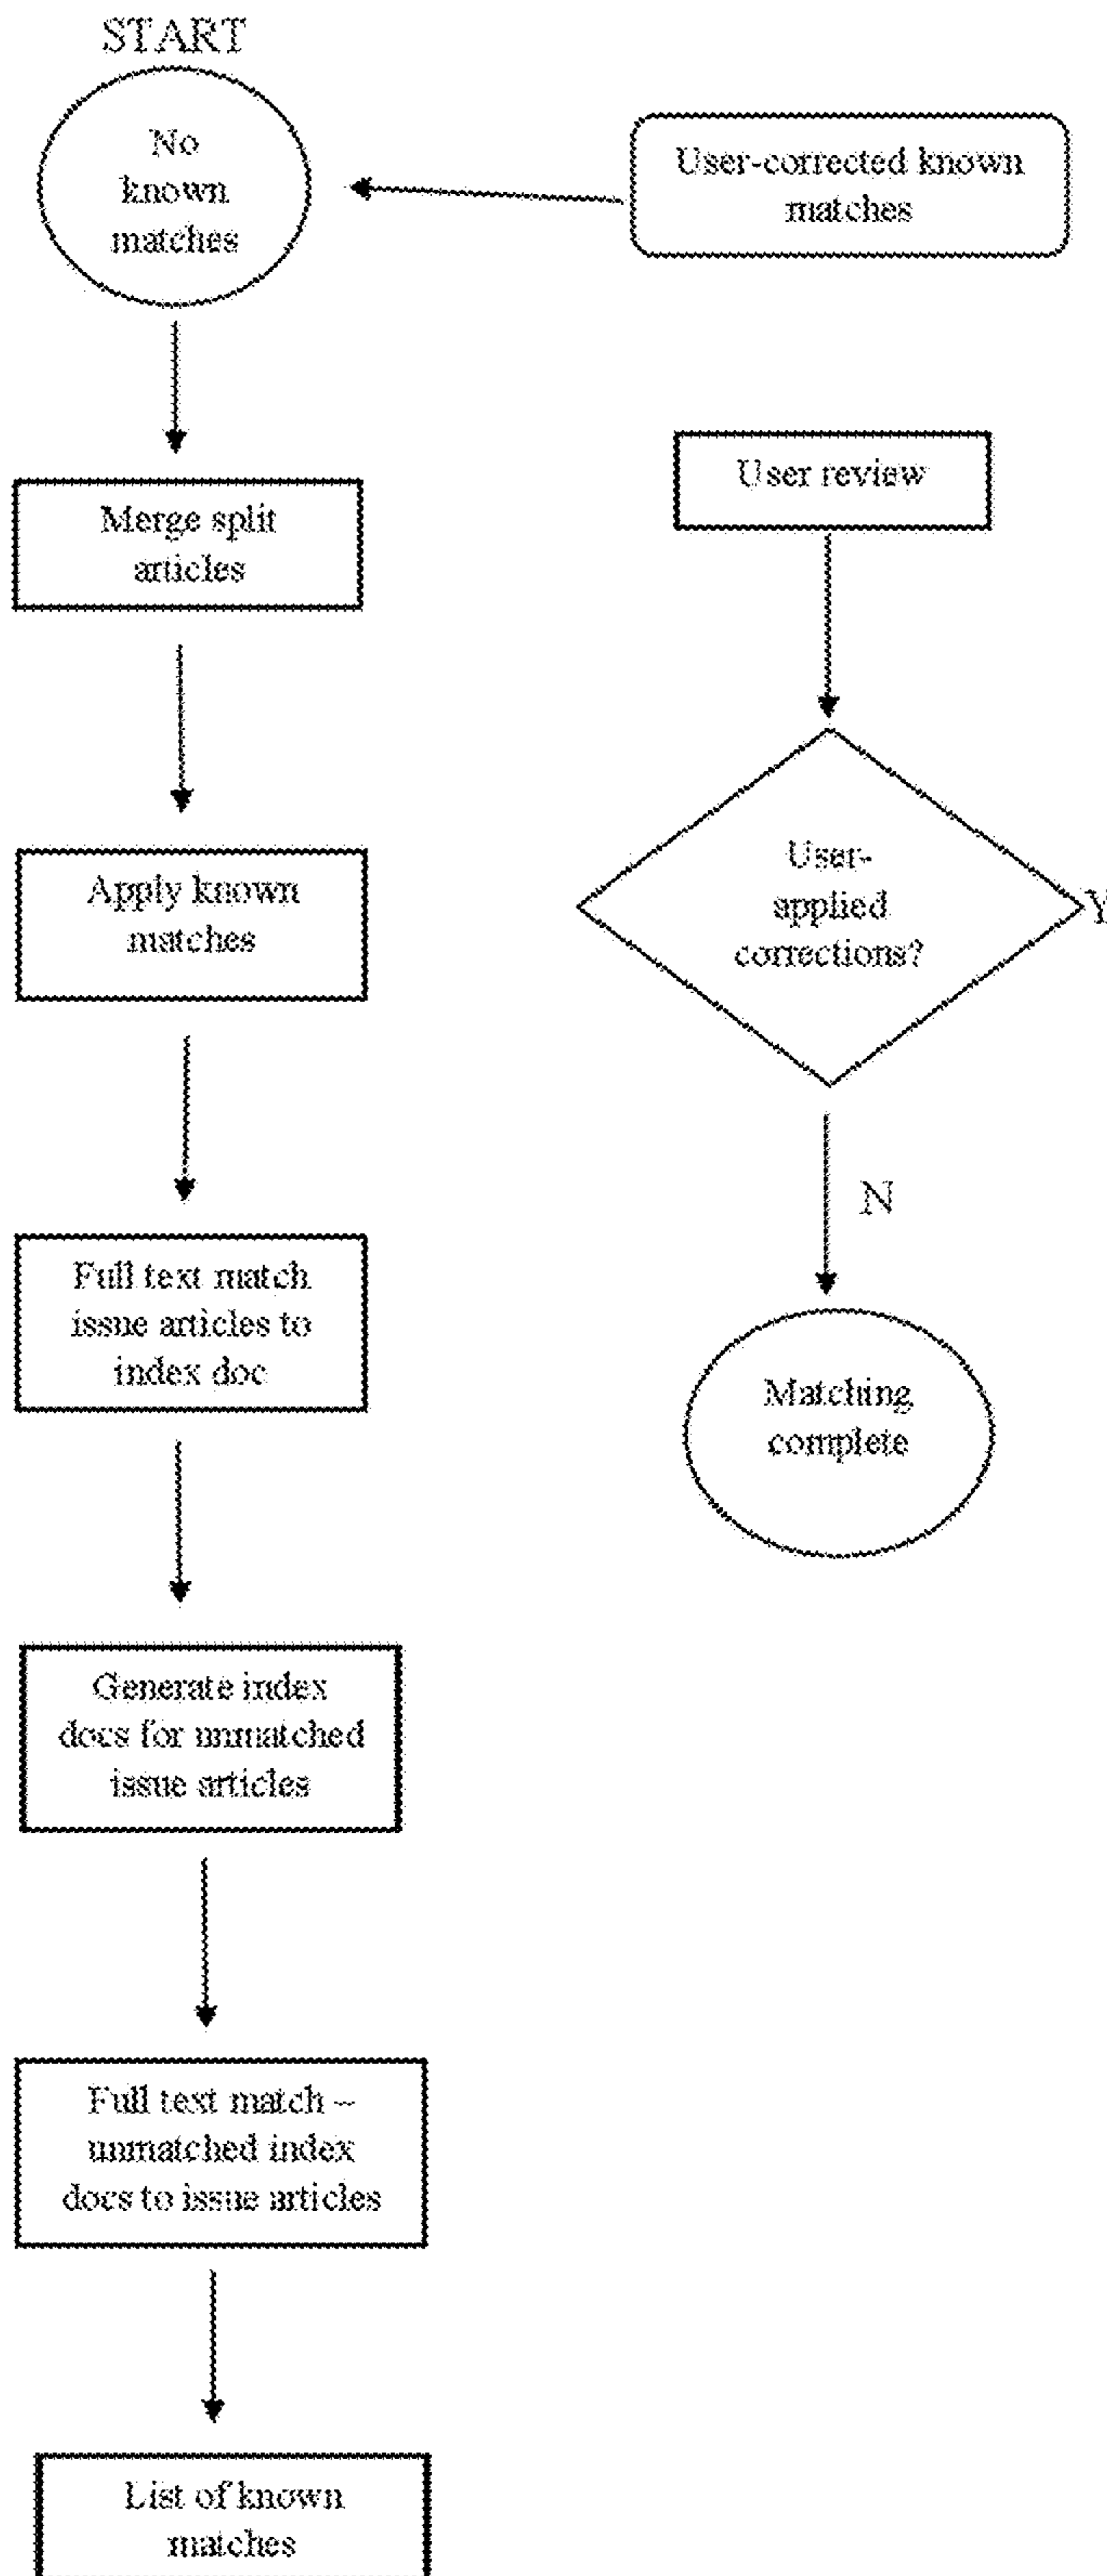 START
No
known
matches
User-corrected known
matches
Merge split
articles
User review
Apply known
matches
User-
applied
corrections?
Y
Full text match
issue articles to
index doc
N
Matching
complete
Generate index
docs for unmatched
issue articles
Full text match –
unmatched index
docs to issue articles
List of known
matches